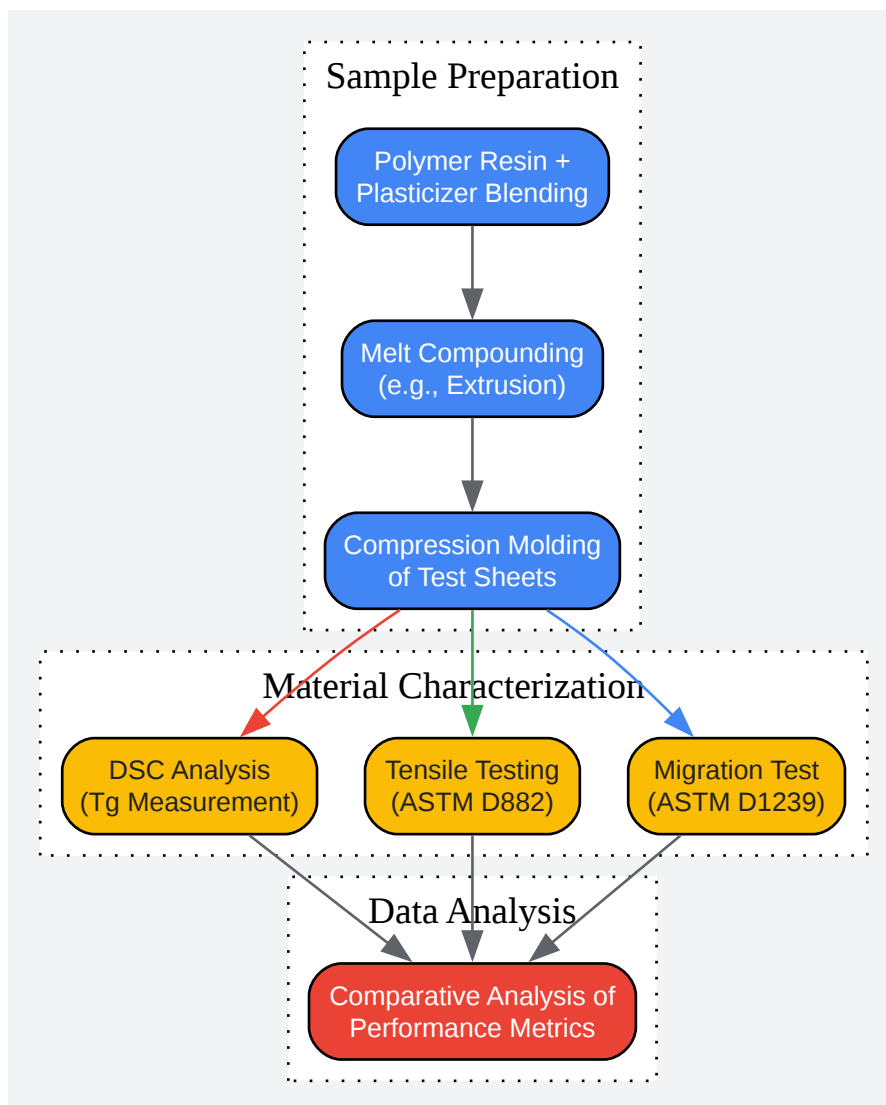 Sample Preparation
Polymer Resin +
Plasticizer Blending
Melt Compounding
(e.g., Extrusion)
Compression Molding
of Test Sheets
Material Characterization
DSC Analysis
(Tg Measurement)
Tensile Testing
(ASTM D882)
Migration Test
(ASTM D1239)
Data Analysis
Comparative Analysis of
Performance Metrics